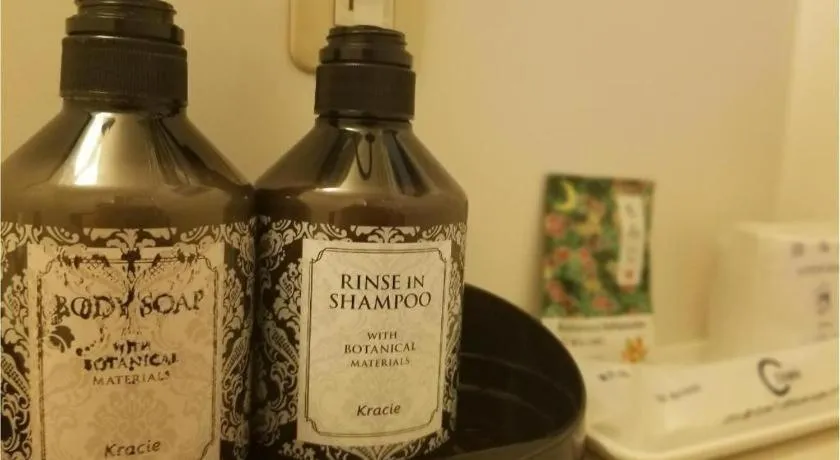 BODY SOAP
WITH
BOTANICAL
MATERIALS
Kracie
RINSE IN
SHAMPOO
WITH
BOTANICAL
MATERIALS
Kracie